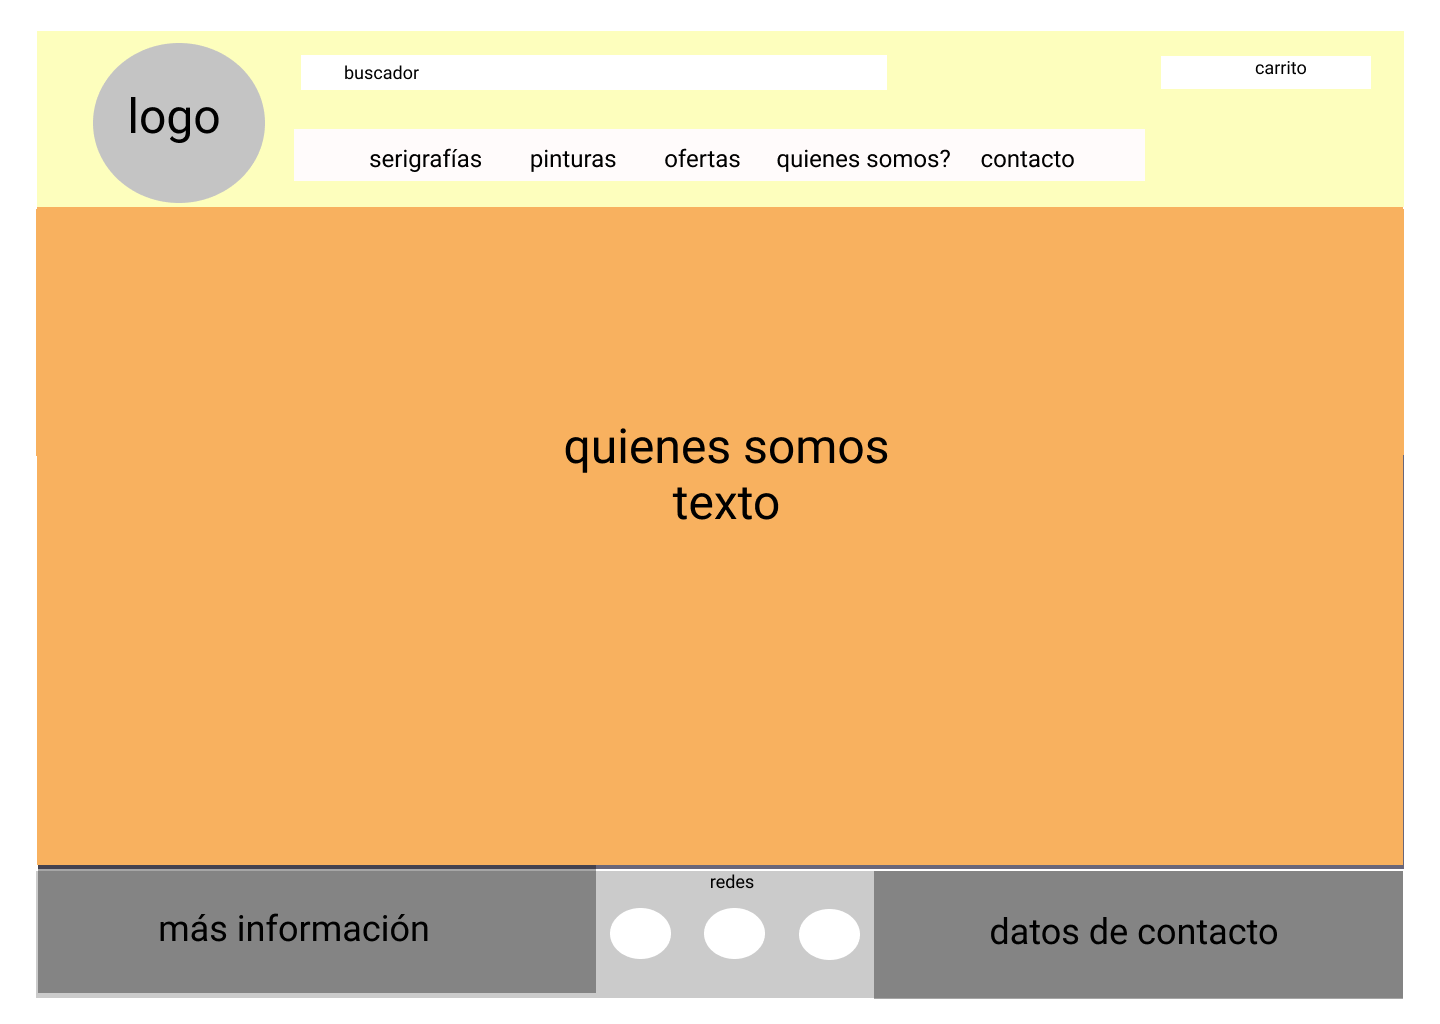 logo
buscador
carrito
serigrafías pinturas ofertas quienes somos? contacto
quienes somos
texto
redes
más información
datos de contacto